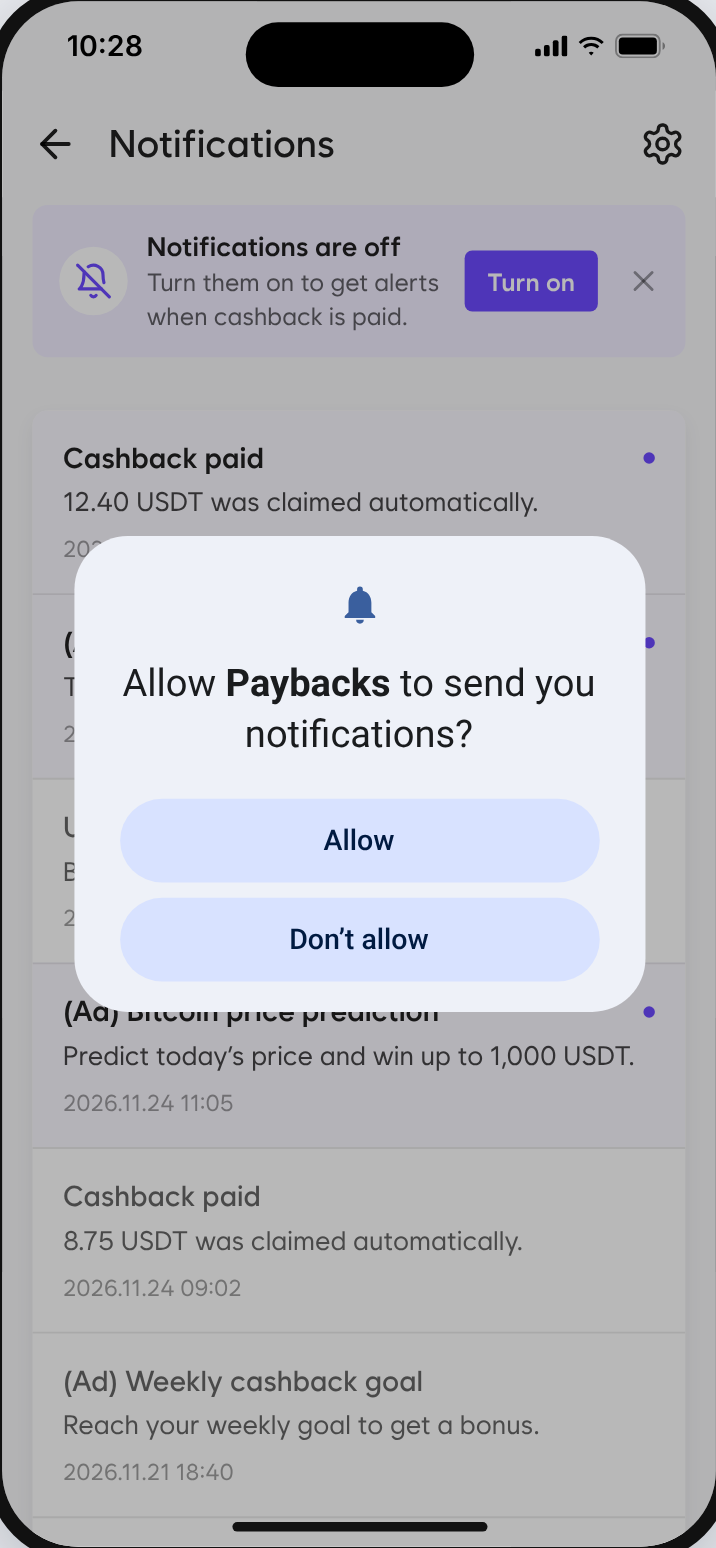 10:28
Notifications
Notifications are off
Turn them on to get alerts
when cashback is paid.
Turn on
Cashback paid
12.40 USDT was claimed automatically.
Allow Paybacks to send you
notifications?
Allow
Don’t allow
(Ad) Bitcoin price prediction
Predict today’s price and win up to 1,000 USDT.
2026.11.24 11:05
Cashback paid
8.75 USDT was claimed automatically.
2026.11.24 09:02
(Ad) Weekly cashback goal
Reach your weekly goal to get a bonus.
2026.11.21 18:40